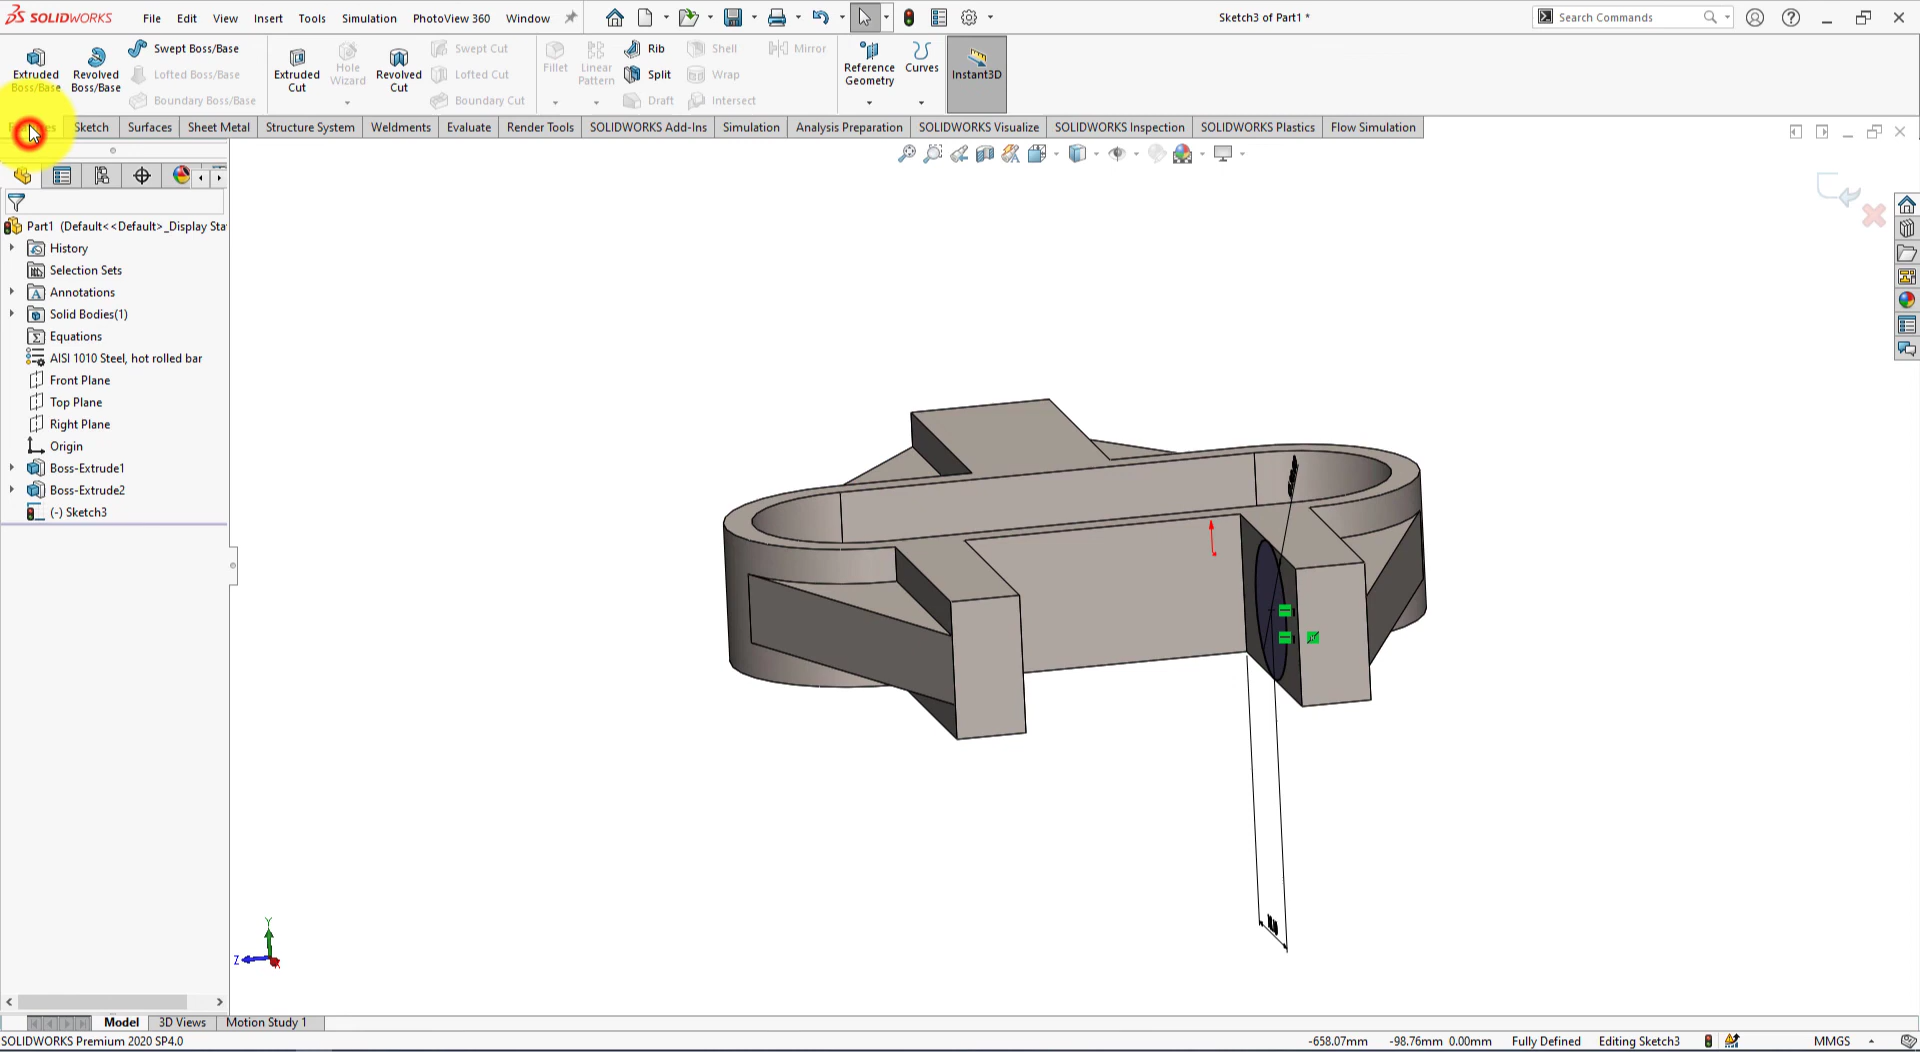 SOLIDWORKS File Edit View Insert Tools Simulation PhotoView 360 Window Sketch3 of Part1 * Search Commands
Extruded Boss/Base
Revolved Boss/Base
Swept Boss/Base
Lofted Boss/Base
Boundary Boss/Base
Extruded Cut
Hole Wizard
Revolved Cut
Swept Cut
Lofted Cut
Boundary Cut
Fillet
Linear Pattern
Rib
Split
Draft
Shell
Wrap
Intersect
Mirror
Reference Geometry
Curves
Instant3D
Sketch Surfaces Sheet Metal Structure System Weldments Evaluate Render Tools SOLIDWORKS Add-Ins Simulation Analysis Preparation SOLIDWORKS Visualize SOLIDWORKS Inspection SOLIDWORKS Plastics Flow Simulation
Part1 (Default<<Default>_Display Sta
History
Selection Sets
Annotations
Solid Bodies(1)
Equations
AISI 1010 Steel, hot rolled bar
Front Plane
Top Plane
Right Plane
Origin
Boss-Extrude1
Boss-Extrude2
(-) Sketch3
Y
Z
Model 3D Views Motion Study 1
SOLIDWORKS Premium 2020 SP4.0 -658.07mm -98.76mm 0.00mm Fully Defined Editing Sketch3 MMGS